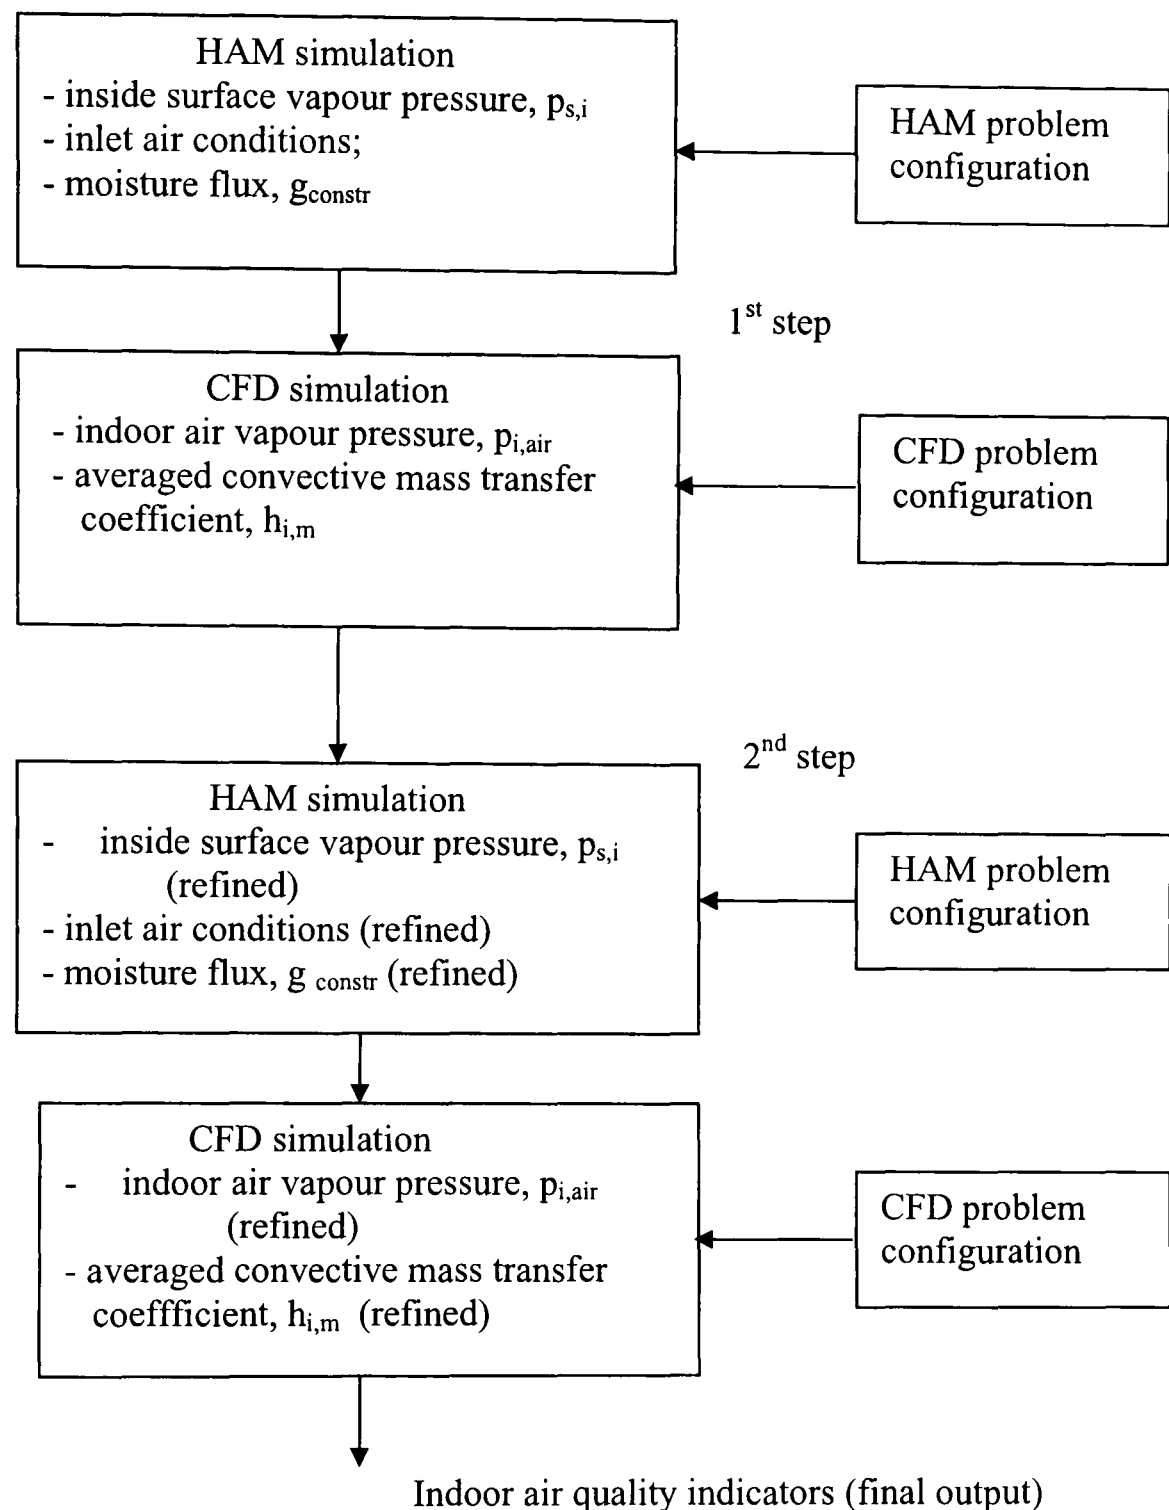 HAM simulation
- inside surface vapour pressure, ps,i
- inlet air conditions;
- moisture flux, gconstr
HAM problem
configuration
1st step
CFD simulation
- indoor air vapour pressure, pi,air
- averaged convective mass transfer
coefficient, hi,m
CFD problem
configuration
2nd step
HAM simulation
- inside surface vapour pressure, ps,i
(refined)
- inlet air conditions (refined)
- moisture flux, g constr (refined)
HAM problem
configuration
CFD simulation
- indoor air vapour pressure, pi,air
(refined)
- averaged convective mass transfer
coeffficient, hi,m (refined)
CFD problem
configuration
Indoor air quality indicators (final output)